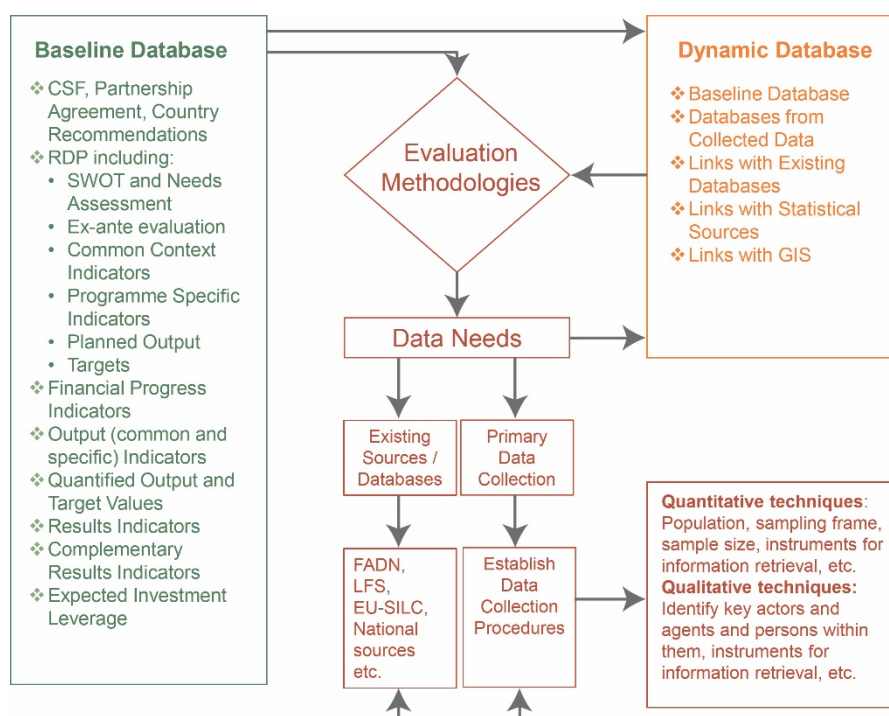 Baseline Database
❖ CSF, Partnership
Agreement, Country
Recommendations
❖ RDP including:
• SWOT and Needs
Assessment
• Ex-ante evaluation
• Common Context
Indicators
• Programme Specific
Indicators
• Planned Output
• Targets
❖ Financial Progress
Indicators
❖ Output (common and
specific) Indicators
❖ Quantified Output and
Target Values
❖ Results Indicators
❖ Complementary
Results Indicators
❖ Expected Investment
Leverage
Evaluation
Methodologies
Dynamic Database
❖ Baseline Database
❖ Databases from
Collected Data
❖ Links with Existing
Databases
❖ Links with Statistical
Sources
❖ Links with GIS
Data Needs
Existing
Sources /
Databases
Primary
Data
Collection
FADN,
LFS,
EU-SILC,
National
sources
etc.
Establish
Data
Collection
Procedures
Quantitative techniques:
Population, sampling frame,
sample size, instruments for
information retrieval, etc.
Qualitative techniques:
Identify key actors and
agents and persons within
them, instruments for
information retrieval, etc.